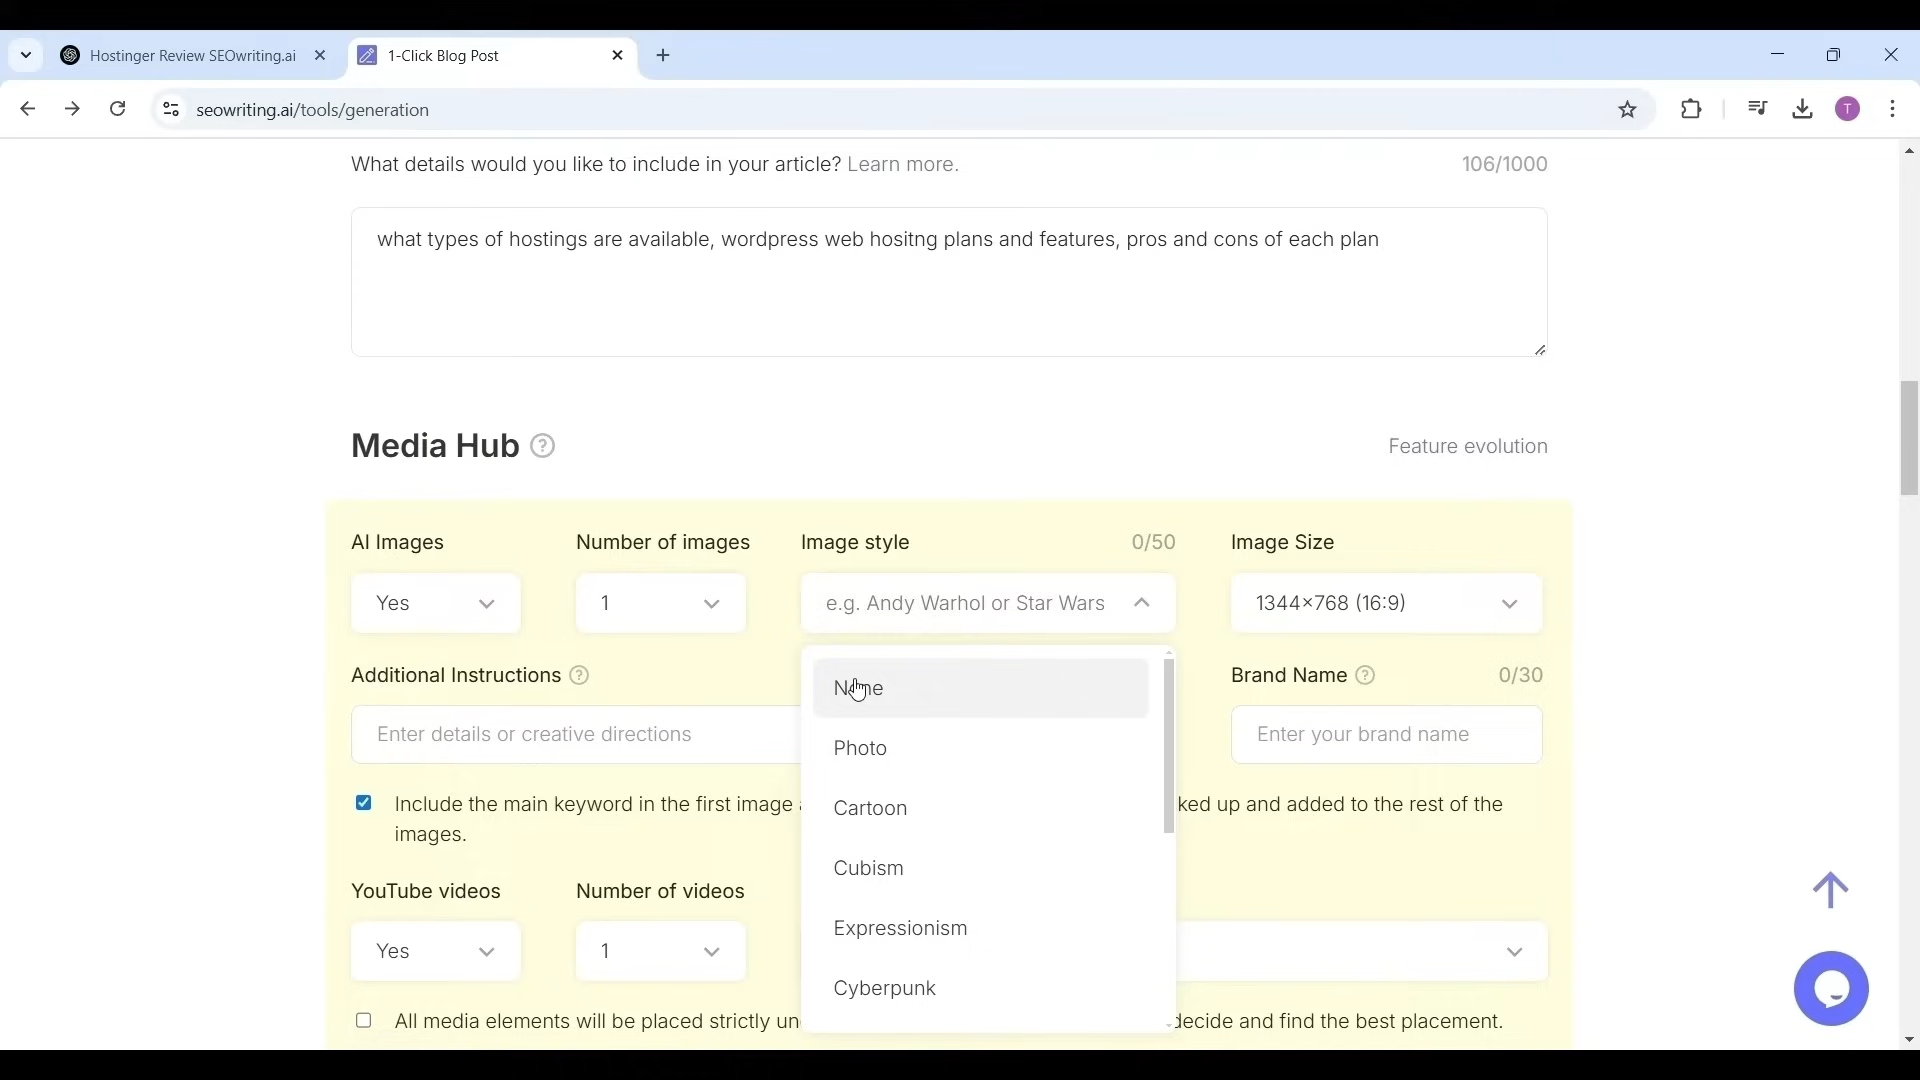 Hostinger Review SEOwriting.ai
1-Click Blog Post
seowriting.ai/tools/generation
T
What details would you like to include in your article? Learn more.
106/1000
what types of hostings are available, wordpress web hositng plans and features, pros and cons of each plan
Media Hub ?
Feature evolution
AI Images
Number of images
Image style
0/50
Image Size
Yes
1
e.g. Andy Warhol or Star Wars
1344×768 (16:9)
Additional Instructions ?
None
Brand Name ?
0/30
Enter details or creative directions
Photo
Enter your brand name
Include the main keyword in the first image
Cartoon
ked up and added to the rest of the
images.
Cubism
YouTube videos
Number of videos
Expressionism
Yes
1
Cyberpunk
All media elements will be placed strictly un
decide and find the best placement.